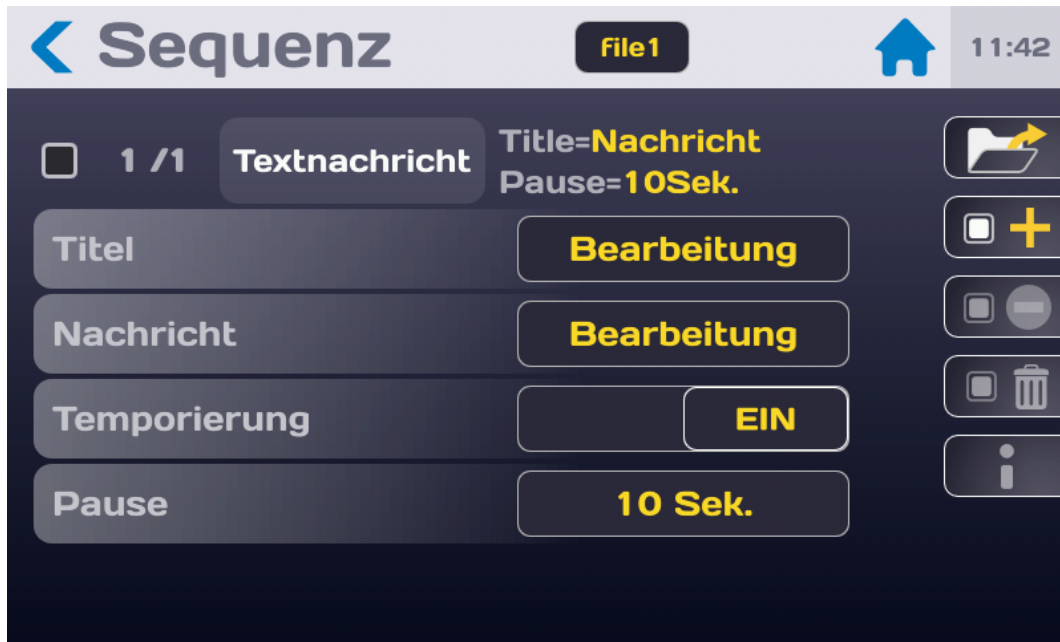 Sequenz
file1
11:42
1 /1
Textnachricht
Title=Nachricht
Pause=10Sek.
Titel
Bearbeitung
Nachricht
Bearbeitung
Temporierung
EIN
Pause
10 Sek.